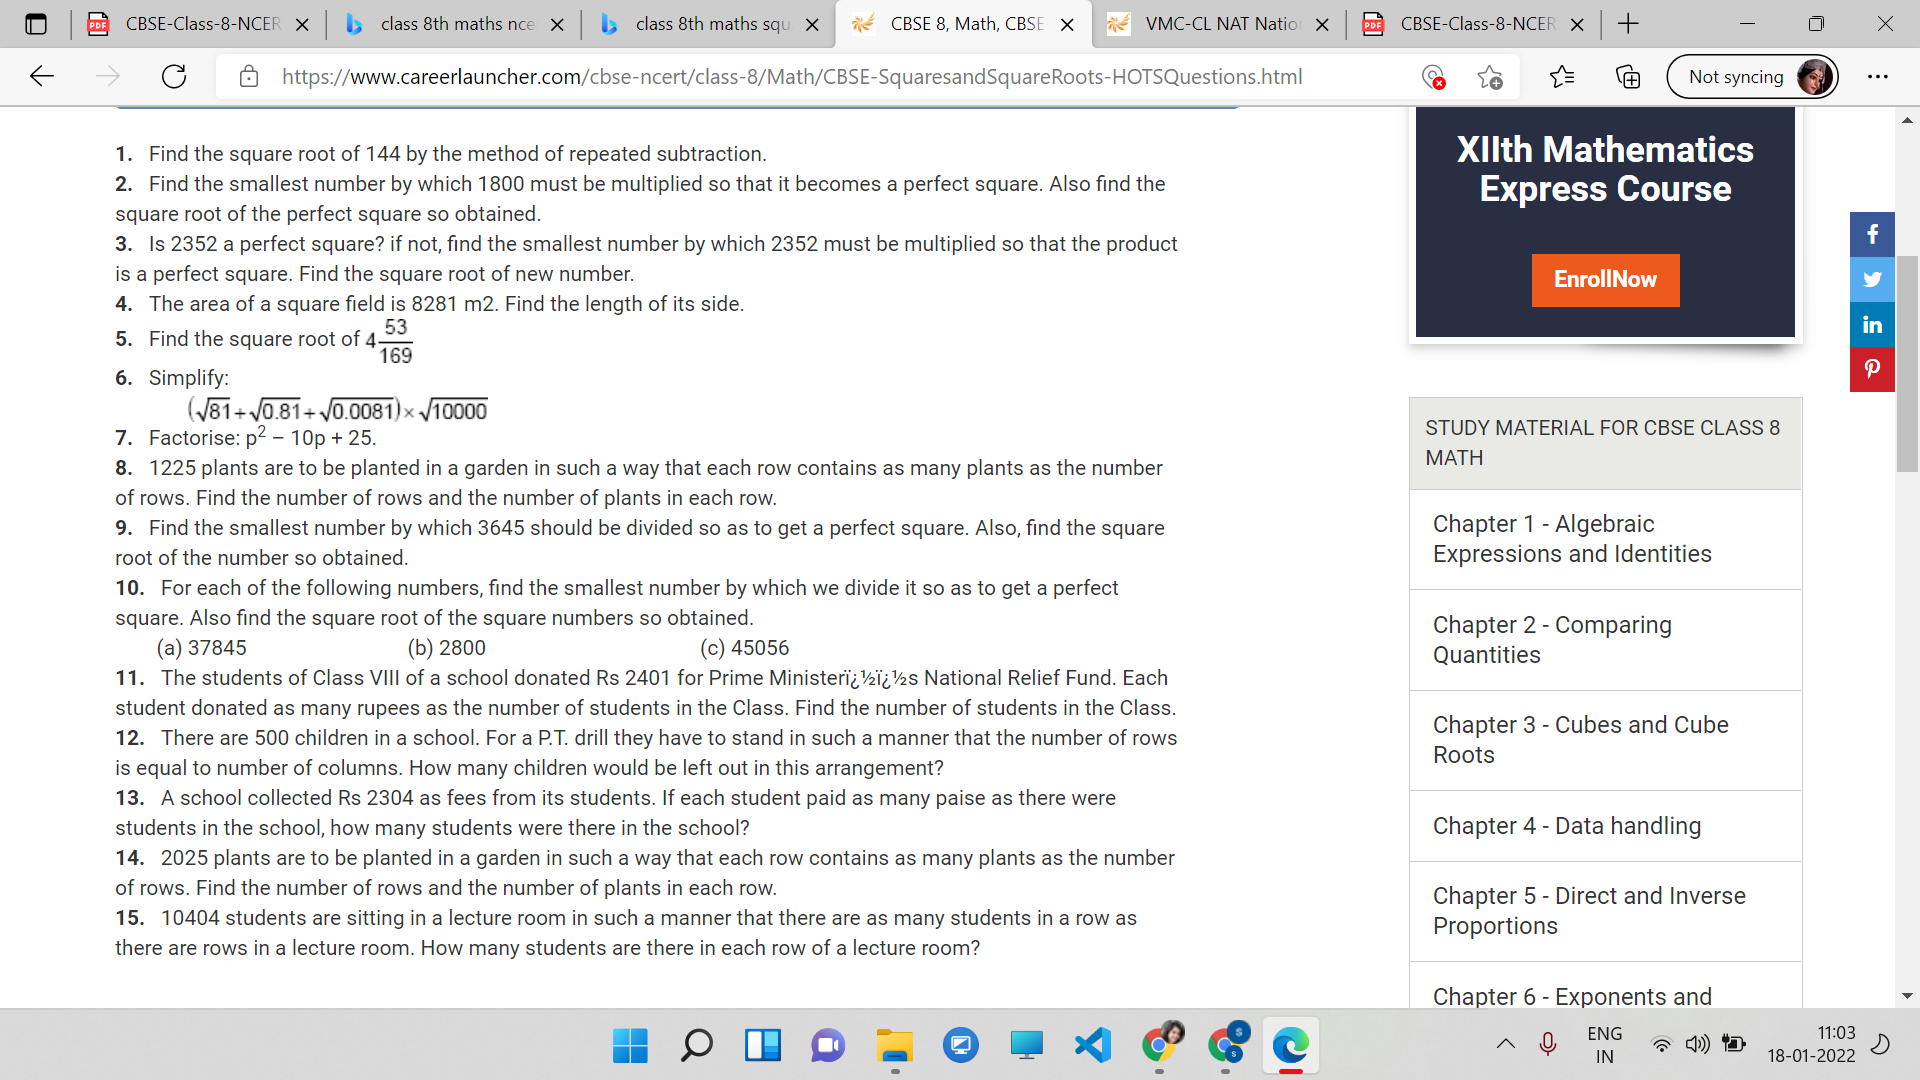 CBSE-Class-8-NCER
class 8th maths nce
class 8th maths squ
CBSE 8, Math, CBSE
VMC-CL NAT Natio
CBSE-Class-8-NCER
https://www.careerlauncher.com/cbse-ncert/class-8/Math/CBSE-SquaresandSquareRoots-HOTSQuestions.html
Not syncing
1. Find the square root of 144 by the method of repeated subtraction.
2. Find the smallest number by which 1800 must be multiplied so that it becomes a perfect square. Also find the
square root of the perfect square so obtained.
3. Is 2352 a perfect square? if not, find the smallest number by which 2352 must be multiplied so that the product
is a perfect square. Find the square root of new number.
4. The area of a square field is 8281 m2. Find the length of its side.
5. Find the square root of 4 53/169
6. Simplify:
(√81+√0.81+√0.0081)×√10000
7. Factorise: p² – 10p + 25.
8. 1225 plants are to be planted in a garden in such a way that each row contains as many plants as the number
of rows. Find the number of rows and the number of plants in each row.
9. Find the smallest number by which 3645 should be divided so as to get a perfect square. Also, find the square
root of the number so obtained.
10. For each of the following numbers, find the smallest number by which we divide it so as to get a perfect
square. Also find the square root of the square numbers so obtained.
(a) 37845 (b) 2800 (c) 45056
11. The students of Class VIII of a school donated Rs 2401 for Prime Ministerï¿½ï¿½s National Relief Fund. Each
student donated as many rupees as the number of students in the Class. Find the number of students in the Class.
12. There are 500 children in a school. For a P.T. drill they have to stand in such a manner that the number of rows
is equal to number of columns. How many children would be left out in this arrangement?
13. A school collected Rs 2304 as fees from its students. If each student paid as many paise as there were
students in the school, how many students were there in the school?
14. 2025 plants are to be planted in a garden in such a way that each row contains as many plants as the number
of rows. Find the number of rows and the number of plants in each row.
15. 10404 students are sitting in a lecture room in such a manner that there are as many students in a row as
there are rows in a lecture room. How many students are there in each row of a lecture room?
XIIth Mathematics
Express Course
EnrollNow
STUDY MATERIAL FOR CBSE CLASS 8
MATH
Chapter 1 - Algebraic
Expressions and Identities
Chapter 2 - Comparing
Quantities
Chapter 3 - Cubes and Cube
Roots
Chapter 4 - Data handling
Chapter 5 - Direct and Inverse
Proportions
Chapter 6 - Exponents and
ENG
IN
11:03
18-01-2022